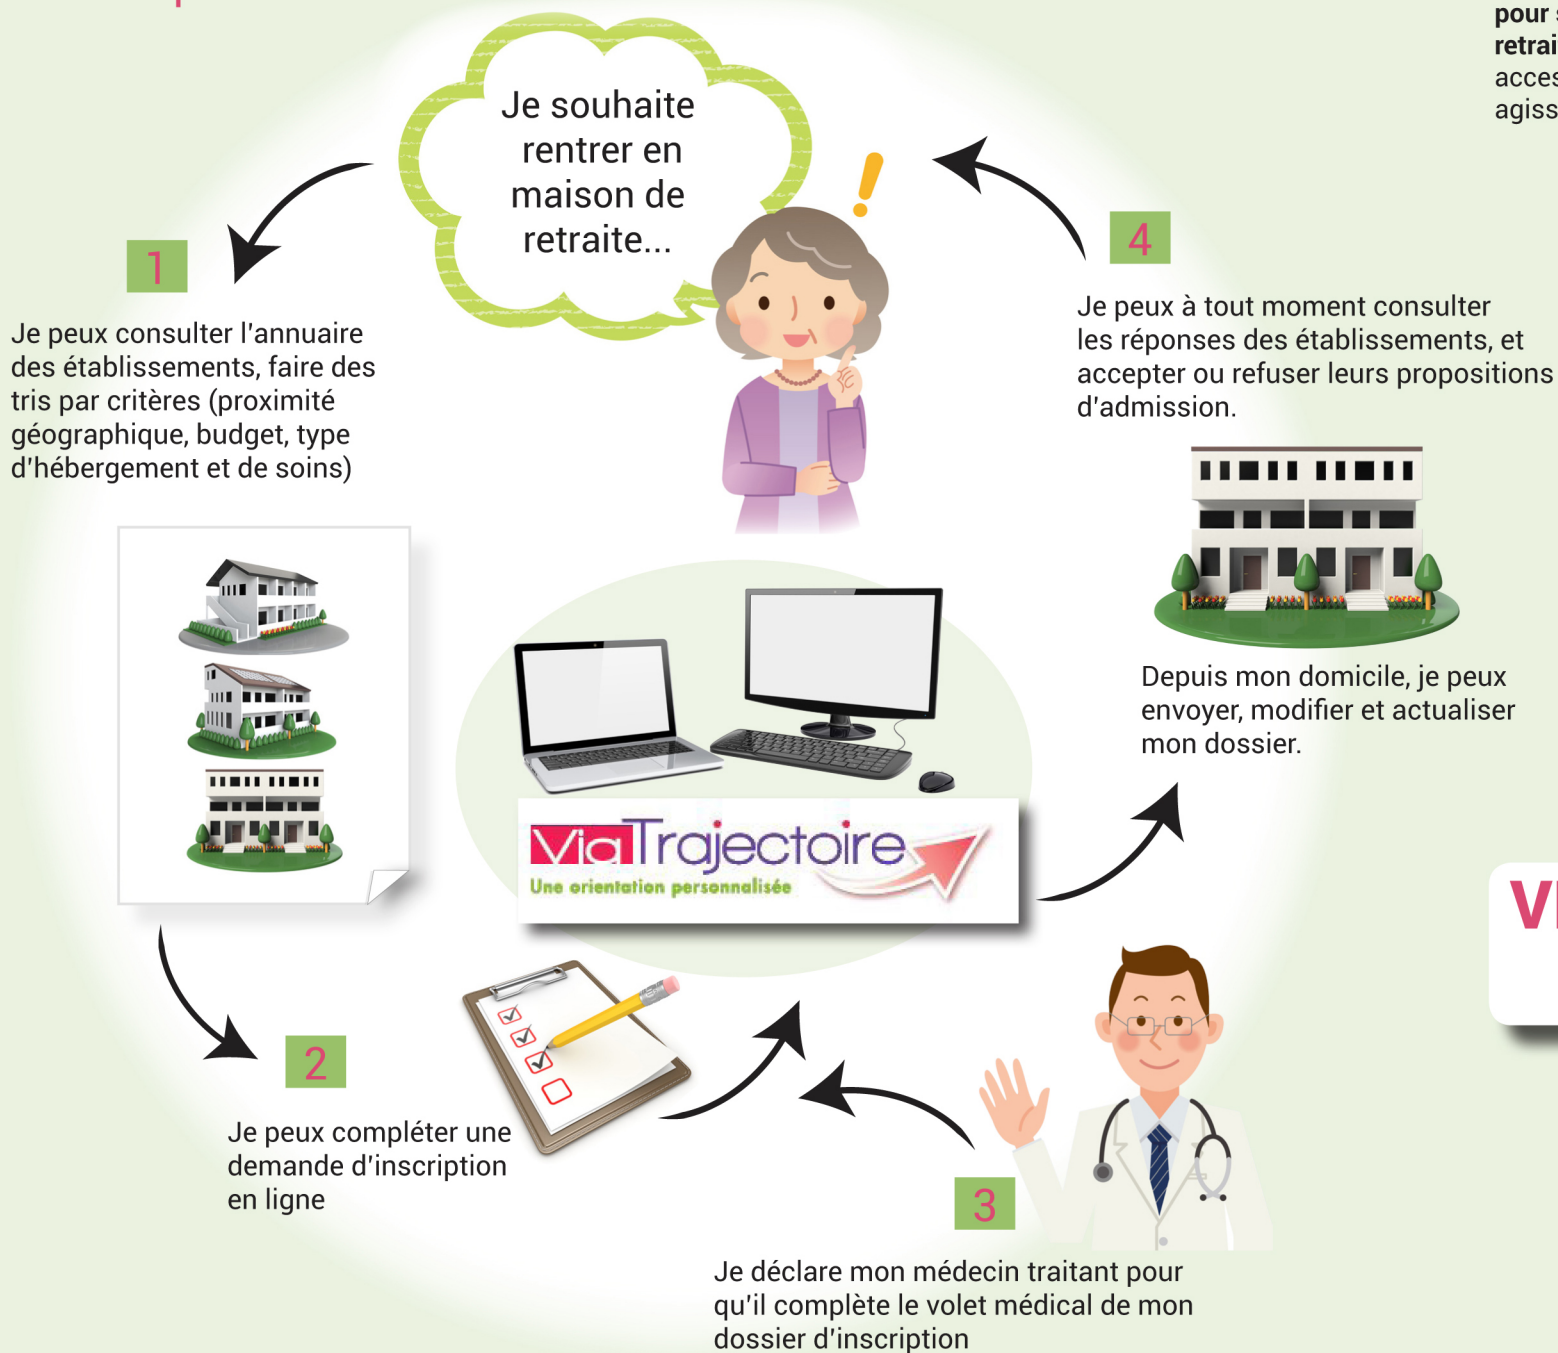 Je souhaite
rentrer en
maison de
retraite...
1
Je peux consulter l'annuaire
des établissements, faire des
tris par critères (proximité
géographique, budget, type
d'hébergement et de soins)
2
Je peux compléter une
demande d'inscription
en ligne
3
Je déclare mon médecin traitant pour
qu'il complète le volet médical de mon
dossier d'inscription
ViaTrajectoire
Une orientation personnalisée
Depuis mon domicile, je peux
envoyer, modifier et actualiser
mon dossier.
4
Je peux à tout moment consulter
les réponses des établissements, et
accepter ou refuser leurs propositions
d'admission.
pour